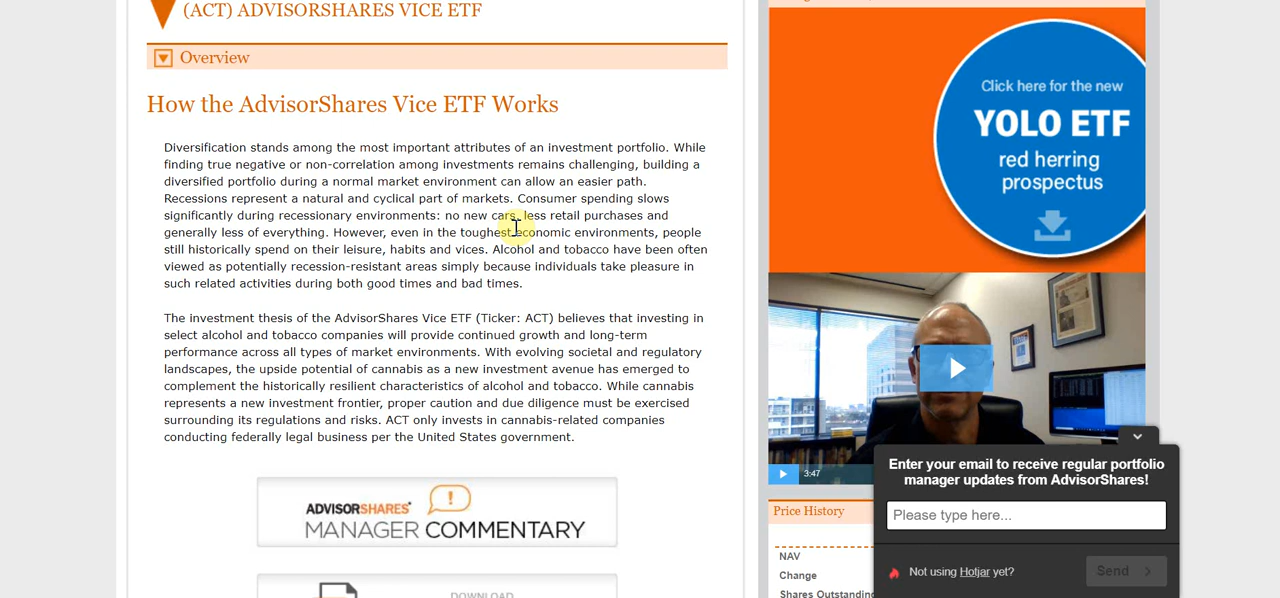 (ACT) ADVISORSHARES VICE ETF
Overview
How the AdvisorShares Vice ETF Works
Diversification stands among the most important attributes of an investment portfolio. While
finding true negative or non-correlation among investments remains challenging, building a
diversified portfolio during a normal market environment can allow an easier path.
Recessions represent a natural and cyclical part of markets. Consumer spending slows
significantly during recessionary environments: no new cars, less retail purchases and
generally less of everything. However, even in the toughest economic environments, people
still historically spend on their leisure, habits and vices. Alcohol and tobacco have been often
viewed as potentially recession-resistant areas simply because individuals take pleasure in
such related activities during both good times and bad times.
The investment thesis of the AdvisorShares Vice ETF (Ticker: ACT) believes that investing in
select alcohol and tobacco companies will provide continued growth and long-term
performance across all types of market environments. With evolving societal and regulatory
landscapes, the upside potential of cannabis as a new investment avenue has emerged to
complement the historically resilient characteristics of alcohol and tobacco. While cannabis
represents a new investment frontier, proper caution and due diligence must be exercised
surrounding its regulations and risks. ACT only invests in cannabis-related companies
conducting federally legal business per the United States government.
ADVISORSHARES
MANAGER COMMENTARY
DOWNLOAD
Click here for the new
YOLO ETF
red herring
prospectus
3:47
Price History
NAV
Change
Shares Outstanding
Enter your email to receive regular portfolio
manager updates from AdvisorShares!
Please type here...
Not using Hotjar yet?
Send